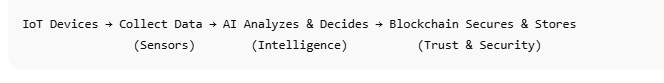 IoT Devices → Collect Data → AI Analyzes & Decides → Blockchain Secures & Stores
(Sensors) (Intelligence) (Trust & Security)